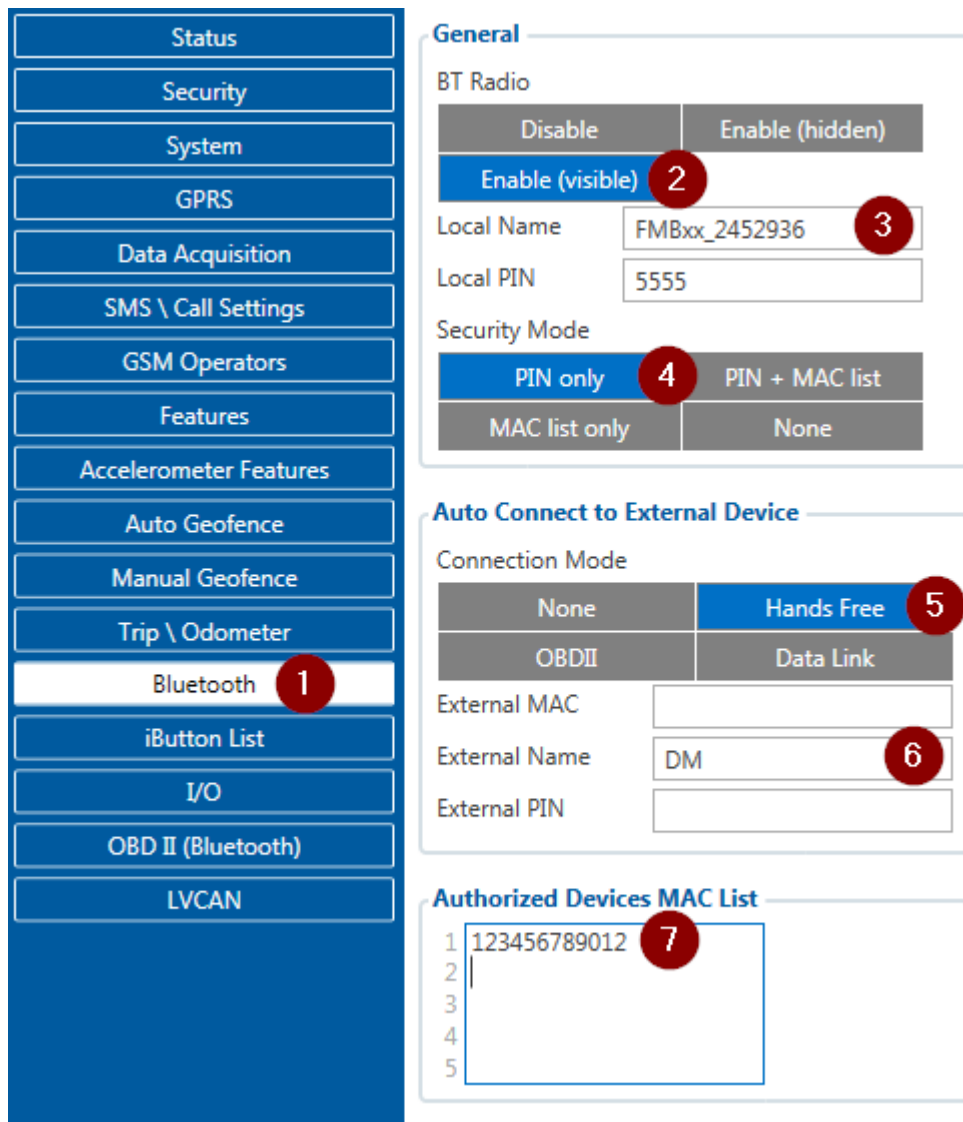 Status
Security
System
GPRS
Data Acquisition
SMS \ Call Settings
GSM Operators
Features
Accelerometer Features
Auto Geofence
Manual Geofence
Trip \ Odometer
Bluetooth 1
iButton List
I/O
OBD II (Bluetooth)
LVCAN
General
BT Radio
Disable Enable (hidden)
Enable (visible) 2
Local Name FMBxx_2452936 3
Local PIN 5555
Security Mode
PIN only 4 PIN + MAC list
MAC list only None
Auto Connect to External Device
Connection Mode
None Hands Free 5
OBDII Data Link
External MAC
External Name DM 6
External PIN
Authorized Devices MAC List
1 123456789012 7
2
3
4
5